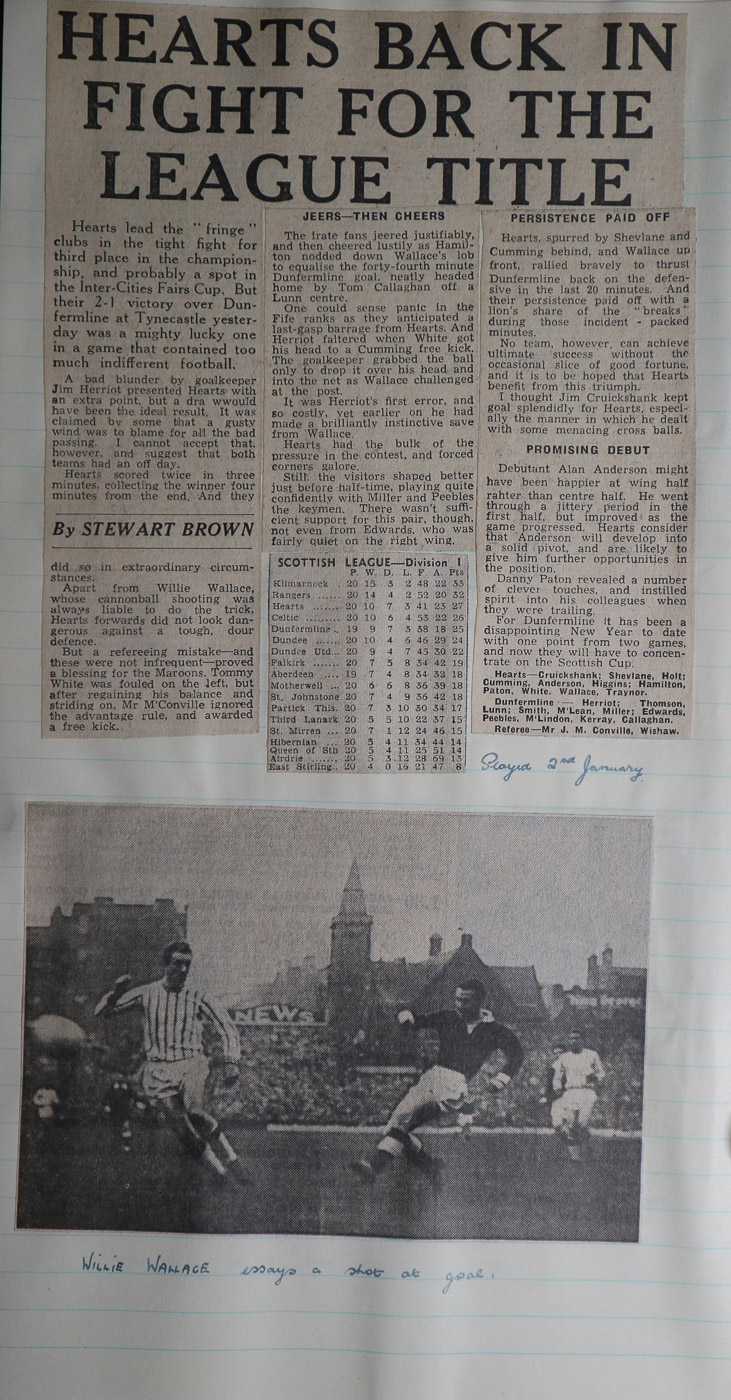 HEARTS BACK IN
FIGHT FOR THE
LEAGUE TITLE
Hearts lead the "fringe"
clubs in the tight fight for
third place in the champion-
ship, and probably a spot in
the Inter-Cities Fairs Cup. But
their 2-1 victory over Dun-
fermline at Tynecastle yester-
day was a mighty lucky one
in a game that contained too
much indifferent football.
A bad blunder by goalkeeper
Jim Herriot presented Hearts with
an extra point, but a dra wwould
have been the ideal result. It was
claimed by some that a gusty
wind was to blame for all the bad
passing. I cannot accept that,
however, and suggest that both
teams had an off day.
Hearts scored twice in three
minutes, collecting the winner four
minutes from the end. And they
By STEWART BROWN
did so in extraordinary circum-
stances.
Apart from Willie Wallace,
whose cannonball shooting was
always liable to do the trick,
Hearts forwards did not look dan-
gerous against a tough, dour
defence.
But a refereeing mistake—and
these were not infrequent—proved
a blessing for the Maroons. Tommy
White was fouled on the left, but
after regaining his balance and
striding on, Mr M'Conville ignored
the advantage rule, and awarded
a free kick.
JEERS—THEN CHEERS
The irate fans jeered justifiably,
and then cheered lustily as Hamil-
ton nodded down Wallace's lob
to equalise the forty-fourth minute
Dunfermline goal, neatly headed
home by Tom Callaghan off a
Lunn centre.
One could sense panic in the
Fife ranks as they anticipated a
last-gasp barrage from Hearts. And
Herriot faltered when White got
his head to a Cumming free kick.
The goalkeeper grabbed the ball
only to drop it over his head and
into the net as Wallace challenged
at the post.
It was Herriot's first error, and
so costly, yet earlier on he had
made a brilliantly instinctive save
from Wallace.
Hearts had the bulk of the
pressure in the contest, and forced
corners galore.
Still, the visitors shaped better
just before half-time, playing quite
confidently with Miller and Peebles
the keymen. There wasn't suffi-
cient support for this pair, though,
not even from Edwards, who was
fairly quiet on the right wing.
SCOTTISH LEAGUE—Division 1
P. W. D. L. F. A. Pts
Kilmarnock . 20 15 3 2 48 22 33
Rangers ...... 20 14 4 2 52 20 32
Hearts ....... 20 10 7 3 41 23 27
Celtic ........ 20 10 6 4 53 22 26
Dunfermline.. 19 9 7 3 38 18 25
Dundee ...... 20 10 4 6 46 29 24
Dundee Utd... 20 9 4 7 45 30 22
Falkirk ....... 20 7 5 8 34 42 19
Aberdeen .... 19 7 4 8 34 32 18
Motherwell ... 20 6 6 8 36 39 18
St. Johnstone 20 7 4 9 36 42 18
Partick This. 20 7 3 10 30 34 17
Third Lanark 20 5 5 10 22 37 15
St. Mirren ... 20 7 1 12 24 46 15
Hibernian ... 20 5 4 11 34 44 14
Queen of Sth 20 5 4 11 25 51 14
Airdrie ....... 20 5 3 12 28 69 13
East Stirling.. 20 4 0 16 21 47 8
PERSISTENCE PAID OFF
Hearts, spurred by Shevlane and
Cumming behind, and Wallace up
front, rallied bravely to thrust
Dunfermline back on the defen-
sive in the last 20 minutes. And
their persistence paid off with a
lion's share of the "breaks"
during those incident - packed
minutes.
No team, however, can achieve
ultimate success without the
occasional slice of good fortune,
and it is to be hoped that Hearts
benefit from this triumph.
I thought Jim Cruickshank kept
goal splendidly for Hearts, especi-
ally the manner in which he dealt
with some menacing cross balls.
PROMISING DEBUT
Debutant Alan Anderson might
have been happier at wing half
rahter than centre half. He went
through a jittery period in the
first half, but improved as the
game progressed. Hearts consider
that Anderson will develop into
a solid pivot, and are likely to
give him further opportunities in
the position.
Danny Paton revealed a number
of clever touches, and instilled
spirit into his colleagues when
they were trailing.
For Dunfermline it has been a
disappointing New Year to date
with one point from two games,
and now they will have to concen-
trate on the Scottish Cup.
Hearts—Cruickshank; Shevlane, Holt;
Cumming, Anderson, Higgins; Hamilton,
Paton, White. Wallace, Traynor.
Dunfermline — Herriot; Thomson,
Lunn; Smith, M'Lean, Miller; Edwards,
Peebles, M'Lindon, Kerray, Callaghan.
Referee—Mr J. M. Conville, Wishaw.
Played 2nd January
NEWS
WILLIE WALLACE essays a shot at goal.